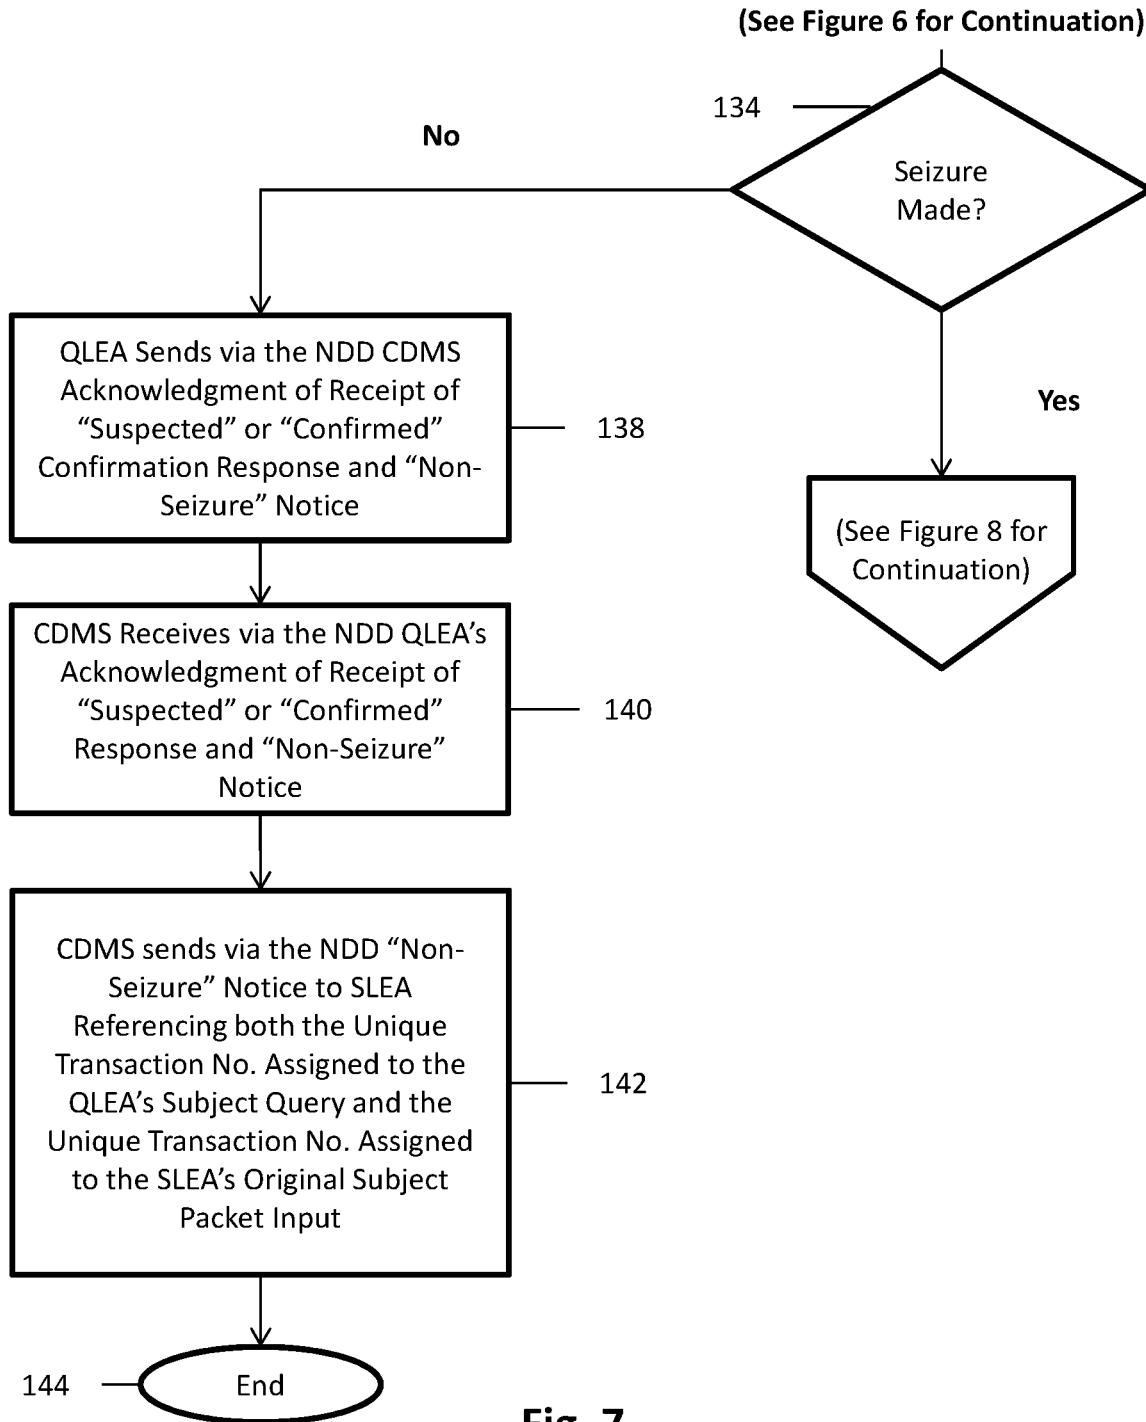 (See Figure 6 for Continuation)
134
No
Seizure
Made?
QLEA Sends via the NDD CDMS
Acknowledgment of Receipt of
“Suspected” or “Confirmed”
Confirmation Response and “Non-
Seizure” Notice
138
Yes
(See Figure 8 for
Continuation)
CDMS Receives via the NDD QLEA’s
Acknowledgment of Receipt of
“Suspected” or “Confirmed”
Response and “Non-Seizure”
Notice
140
CDMS sends via the NDD “Non-
Seizure” Notice to SLEA
Referencing both the Unique
Transaction No. Assigned to the
QLEA’s Subject Query and the
Unique Transaction No. Assigned
to the SLEA’s Original Subject
Packet Input
142
144
End
Fig. 7